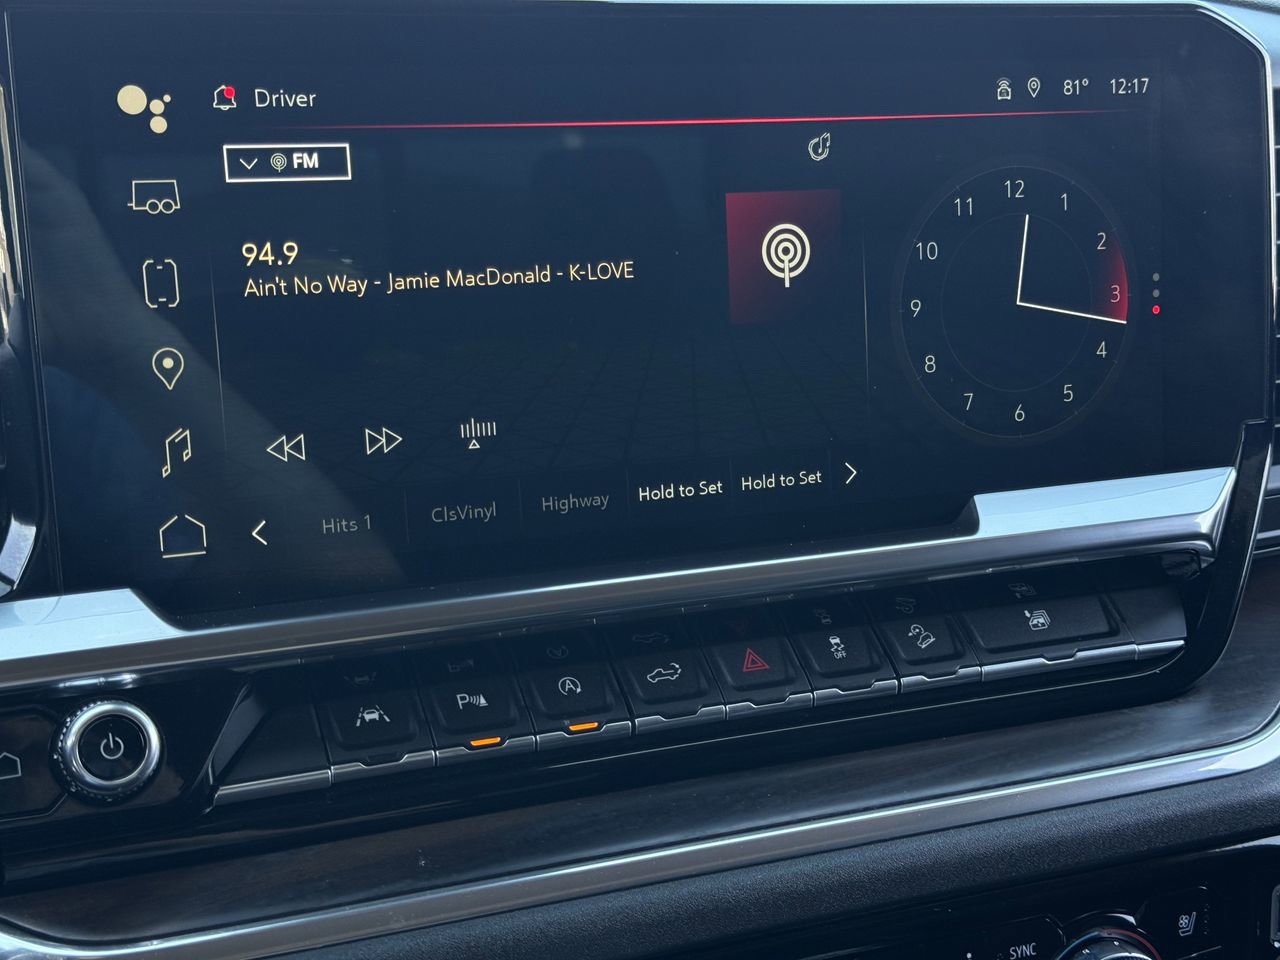 Driver
81° 12:17
FM
94.9
Ain't No Way - Jamie MacDonald - K-LOVE
12
1
2
3
4
5
6
7
8
9
10
11
Hits 1
ClsVinyl
Highway
Hold to Set
Hold to Set
P
A
OFF
SYNC